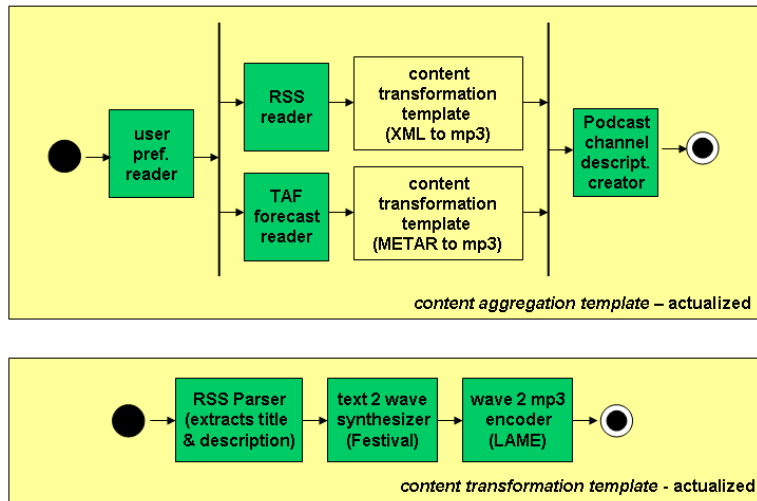 user
pref.
reader
RSS
reader
content
transformation
template
(XML to mp3)
TAF
forecast
reader
content
transformation
template
(METAR to mp3)
Podcast
channel
descript.
creator
content aggregation template – actualized
RSS Parser
(extracts title
& description)
text 2 wave
synthesizer
(Festival)
wave 2 mp3
encoder
(LAME)
content transformation template - actualized